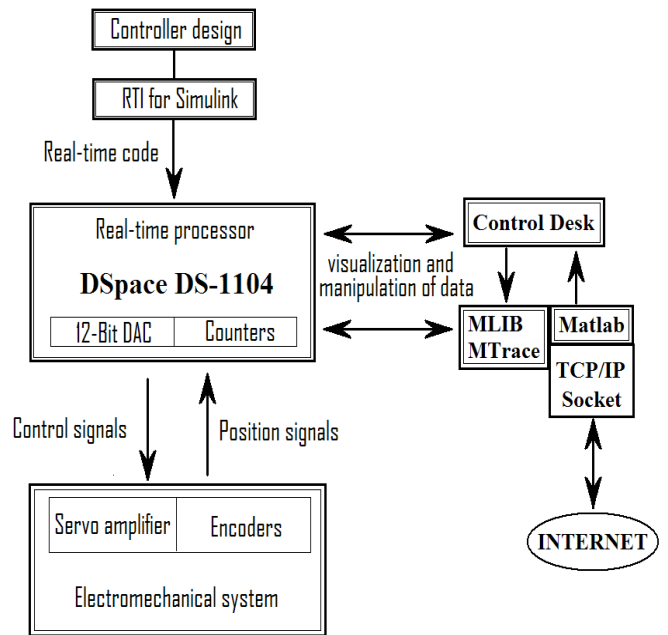 Controller design
RTI for Simulink
Real-time code
Real-time processor
DSpace DS-1104
12-Bit DAC
Counters
Control Desk
visualization and
manipulation of data
MLIB
MTrace
Matlab
TCP/IP
Socket
Control signals
Position signals
Servo amplifier
Encoders
Electromechanical system
INTERNET